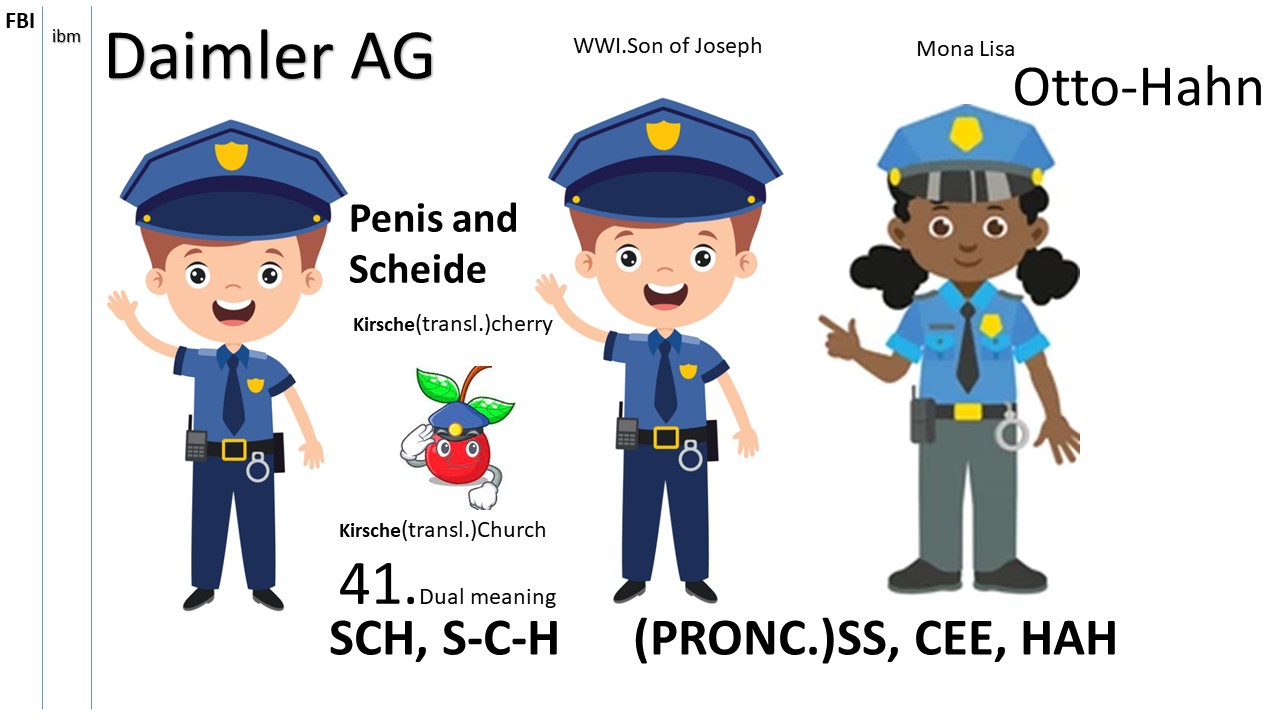 FBI
ibm
Daimler AG
WWI.Son of Joseph
Mona Lisa
Otto-Hahn
Penis and
Scheide
Kirsche(transl.)cherry
Kirsche(transl.)Church
41.Dual meaning
SCH, S-C-H
(PRONC.)SS, CEE, HAH